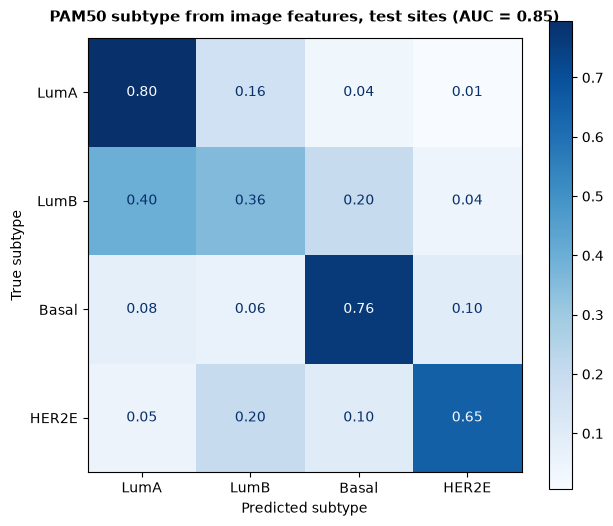 PAM50 subtype from image features, test sites (AUC = 0.85)
LumA 0.80 0.16 0.04 0.01
LumB 0.40 0.36 0.20 0.04
Basal 0.08 0.06 0.76 0.10
HER2E 0.05 0.20 0.10 0.65
LumA LumB Basal HER2E
True subtype
Predicted subtype
0.7
0.6
0.5
0.4
0.3
0.2
0.1